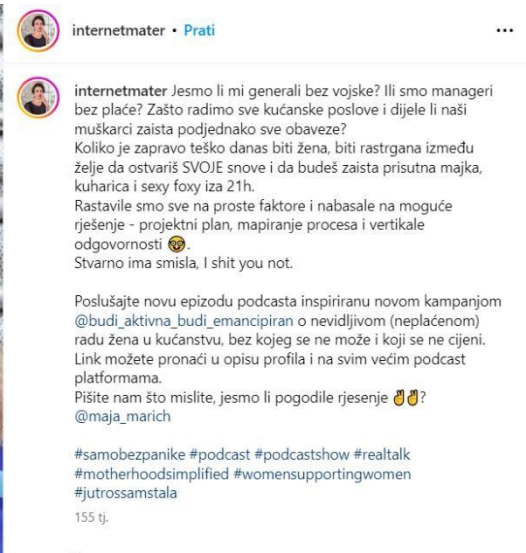 internetmater • Prati
internetmater Jesmo li mi generali bez vojske? Ili smo manageri
bez plaće? Zašto radimo sve kućanske poslove i dijele li naši
muškarci zaista podjednako sve obaveze?
Koliko je zapravo teško danas biti žena, biti rastrgana između
želje da ostvariš SVOJE snove i da budeš zaista prisutna majka,
kuharica i sexy foxy iza 21h.
Rastavile smo sve na proste faktore i nabasale na moguće
rješenje - projektni plan, mapiranje procesa i vertikale
odgovornosti 🤓.
Stvarno ima smisla, I shit you not.
Poslušajte novu epizodu podcasta inspiriranu novom kampanjom
@budi_aktivna_budi_emancipiran o nevidljivom (neplaćenom)
radu žena u kućanstvu, bez kojeg se ne može i koji se ne cijeni.
Link možete pronaći u opisu profila i na svim većim podcast
platformama.
Pišite nam što mislite, jesmo li pogodile rjesenje ✌️✌️?
@maja_marich
#samobezpanike #podcast #podcastshow #realtalk
#motherhoodsimplified #womensupportingwomen
#jutrossamstala
155 tj.